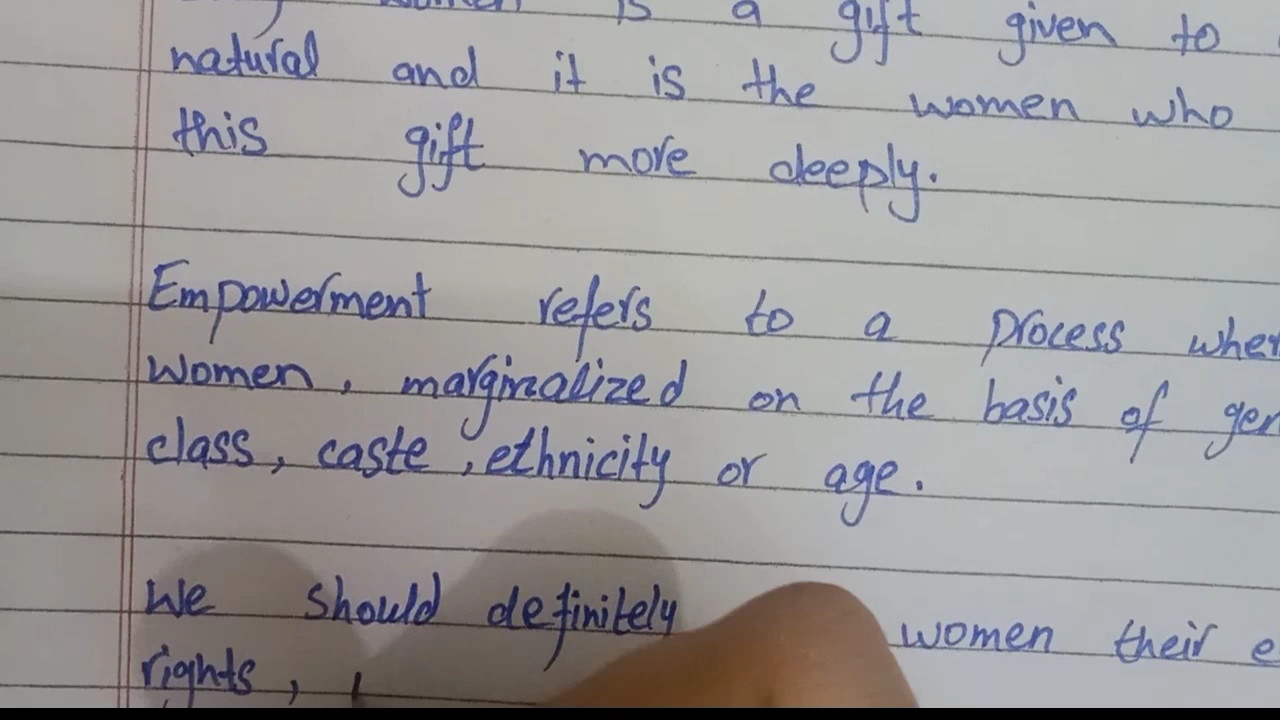 women is a gift given to
natural and it is the women who
this gift more deeply.
Empowerment refers to a process
women, marginalized on the basis of
class, caste, ethnicity or age.
We should definitely women their
rights,